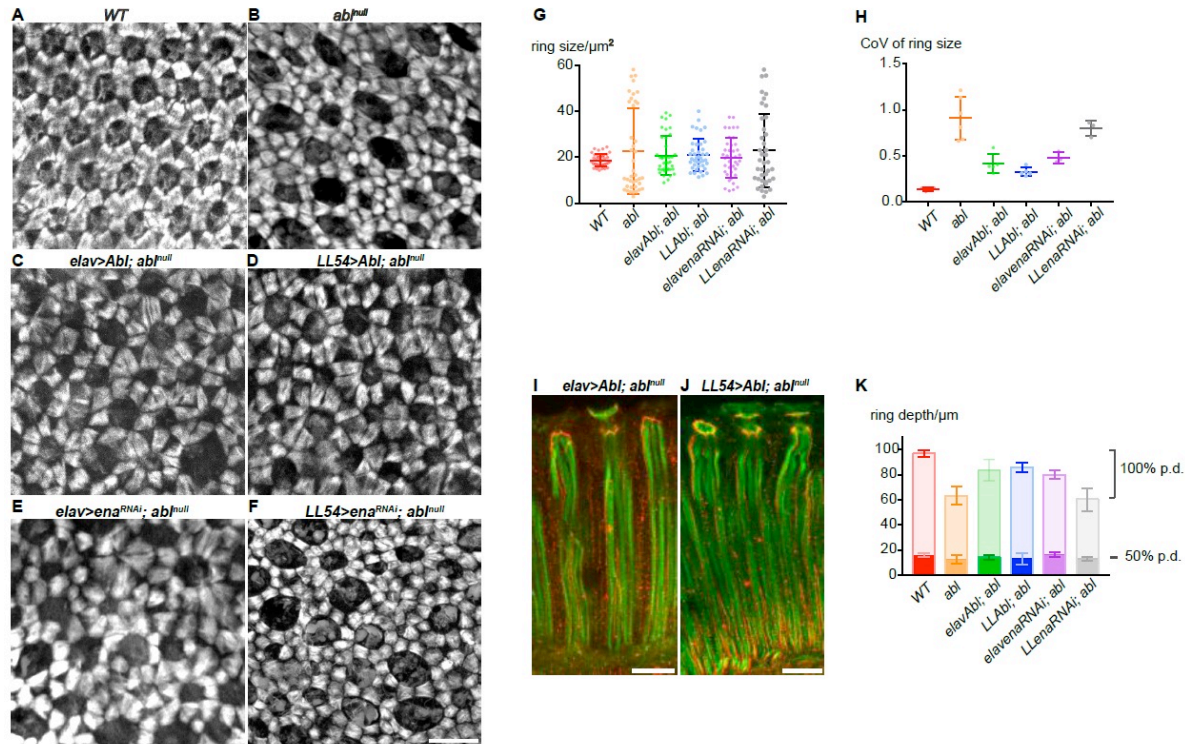 A WT
B abl^null
C elav>Abl; abl^null
D LL54>Abl; abl^null
E elav>ena^RNAi; abl^null
F LL54>ena^RNAi; abl^null
G
ring size/µm²
60
40
20
0
WT
abl
elavAbl; abl
LLAbl; abl
elavenaRNAi; abl
LLenaRNAi; abl
H
CoV of ring size
1.5
1.0
0.5
0.0
WT
abl
elavAbl; abl
LLAbl; abl
elavenaRNAi; abl
LLenaRNAi; abl
I elav>Abl; abl^null
J LL54>Abl; abl^null
K
ring depth/µm
100
80
60
40
20
0
100% p.d.
50% p.d.
WT
abl
elavAbl; abl
LLAbl; abl
elavenaRNAi; abl
LLenaRNAi; abl